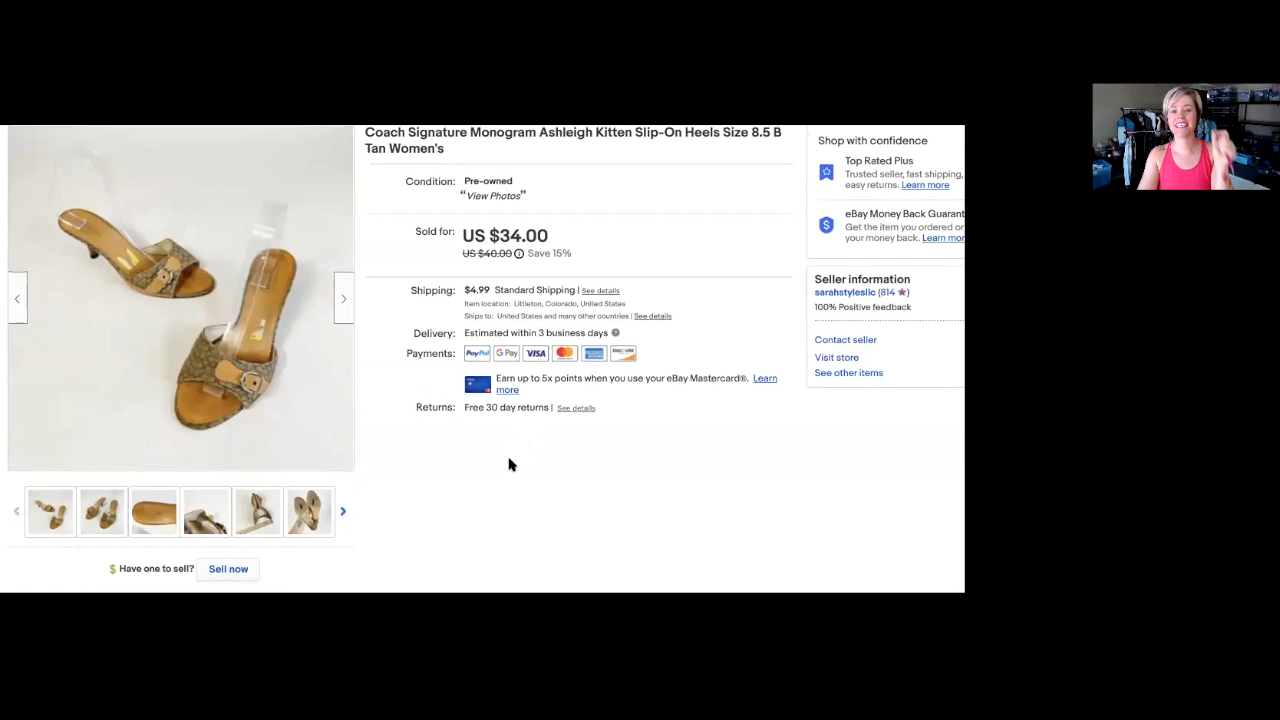 Coach Signature Monogram Ashleigh Kitten Slip-On Heels Size 8.5 B
Tan Women's
Condition: Pre-owned
“View Photos”
Sold for: US $34.00
US $40.00 Save 15%
Shipping: $4.99 Standard Shipping | See details
Item location: Littleton, Colorado, United States
Ships to: United States and many other countries | See details
Delivery: Estimated within 3 business days
Payments: PayPal G Pay VISA
Earn up to 5x points when you use your eBay Mastercard®. Learn
more
Returns: Free 30 day returns | See details
$ Have one to sell? Sell now
Shop with confidence
Top Rated Plus
Trusted seller, fast shipping,
easy returns. Learn more
eBay Money Back Guarant
Get the item you ordered or
your money back. Learn mor
Seller information
sarahstylesllc (814)
100% Positive feedback
Contact seller
Visit store
See other items